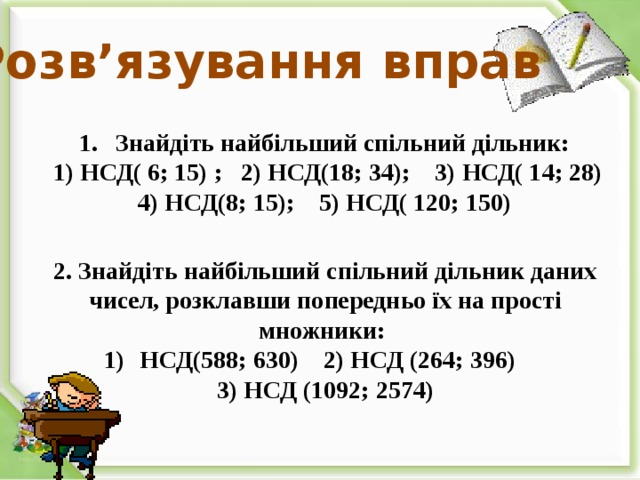 Розв’язування вправ
1. Знайдіть найбільший спільний дільник:
1) НСД( 6; 15) ; 2) НСД(18; 34); 3) НСД( 14; 28)
4) НСД(8; 15); 5) НСД( 120; 150)
2. Знайдіть найбільший спільний дільник даних
чисел, розклавши попередньо їх на прості
множники:
1) НСД(588; 630) 2) НСД (264; 396)
3) НСД (1092; 2574)